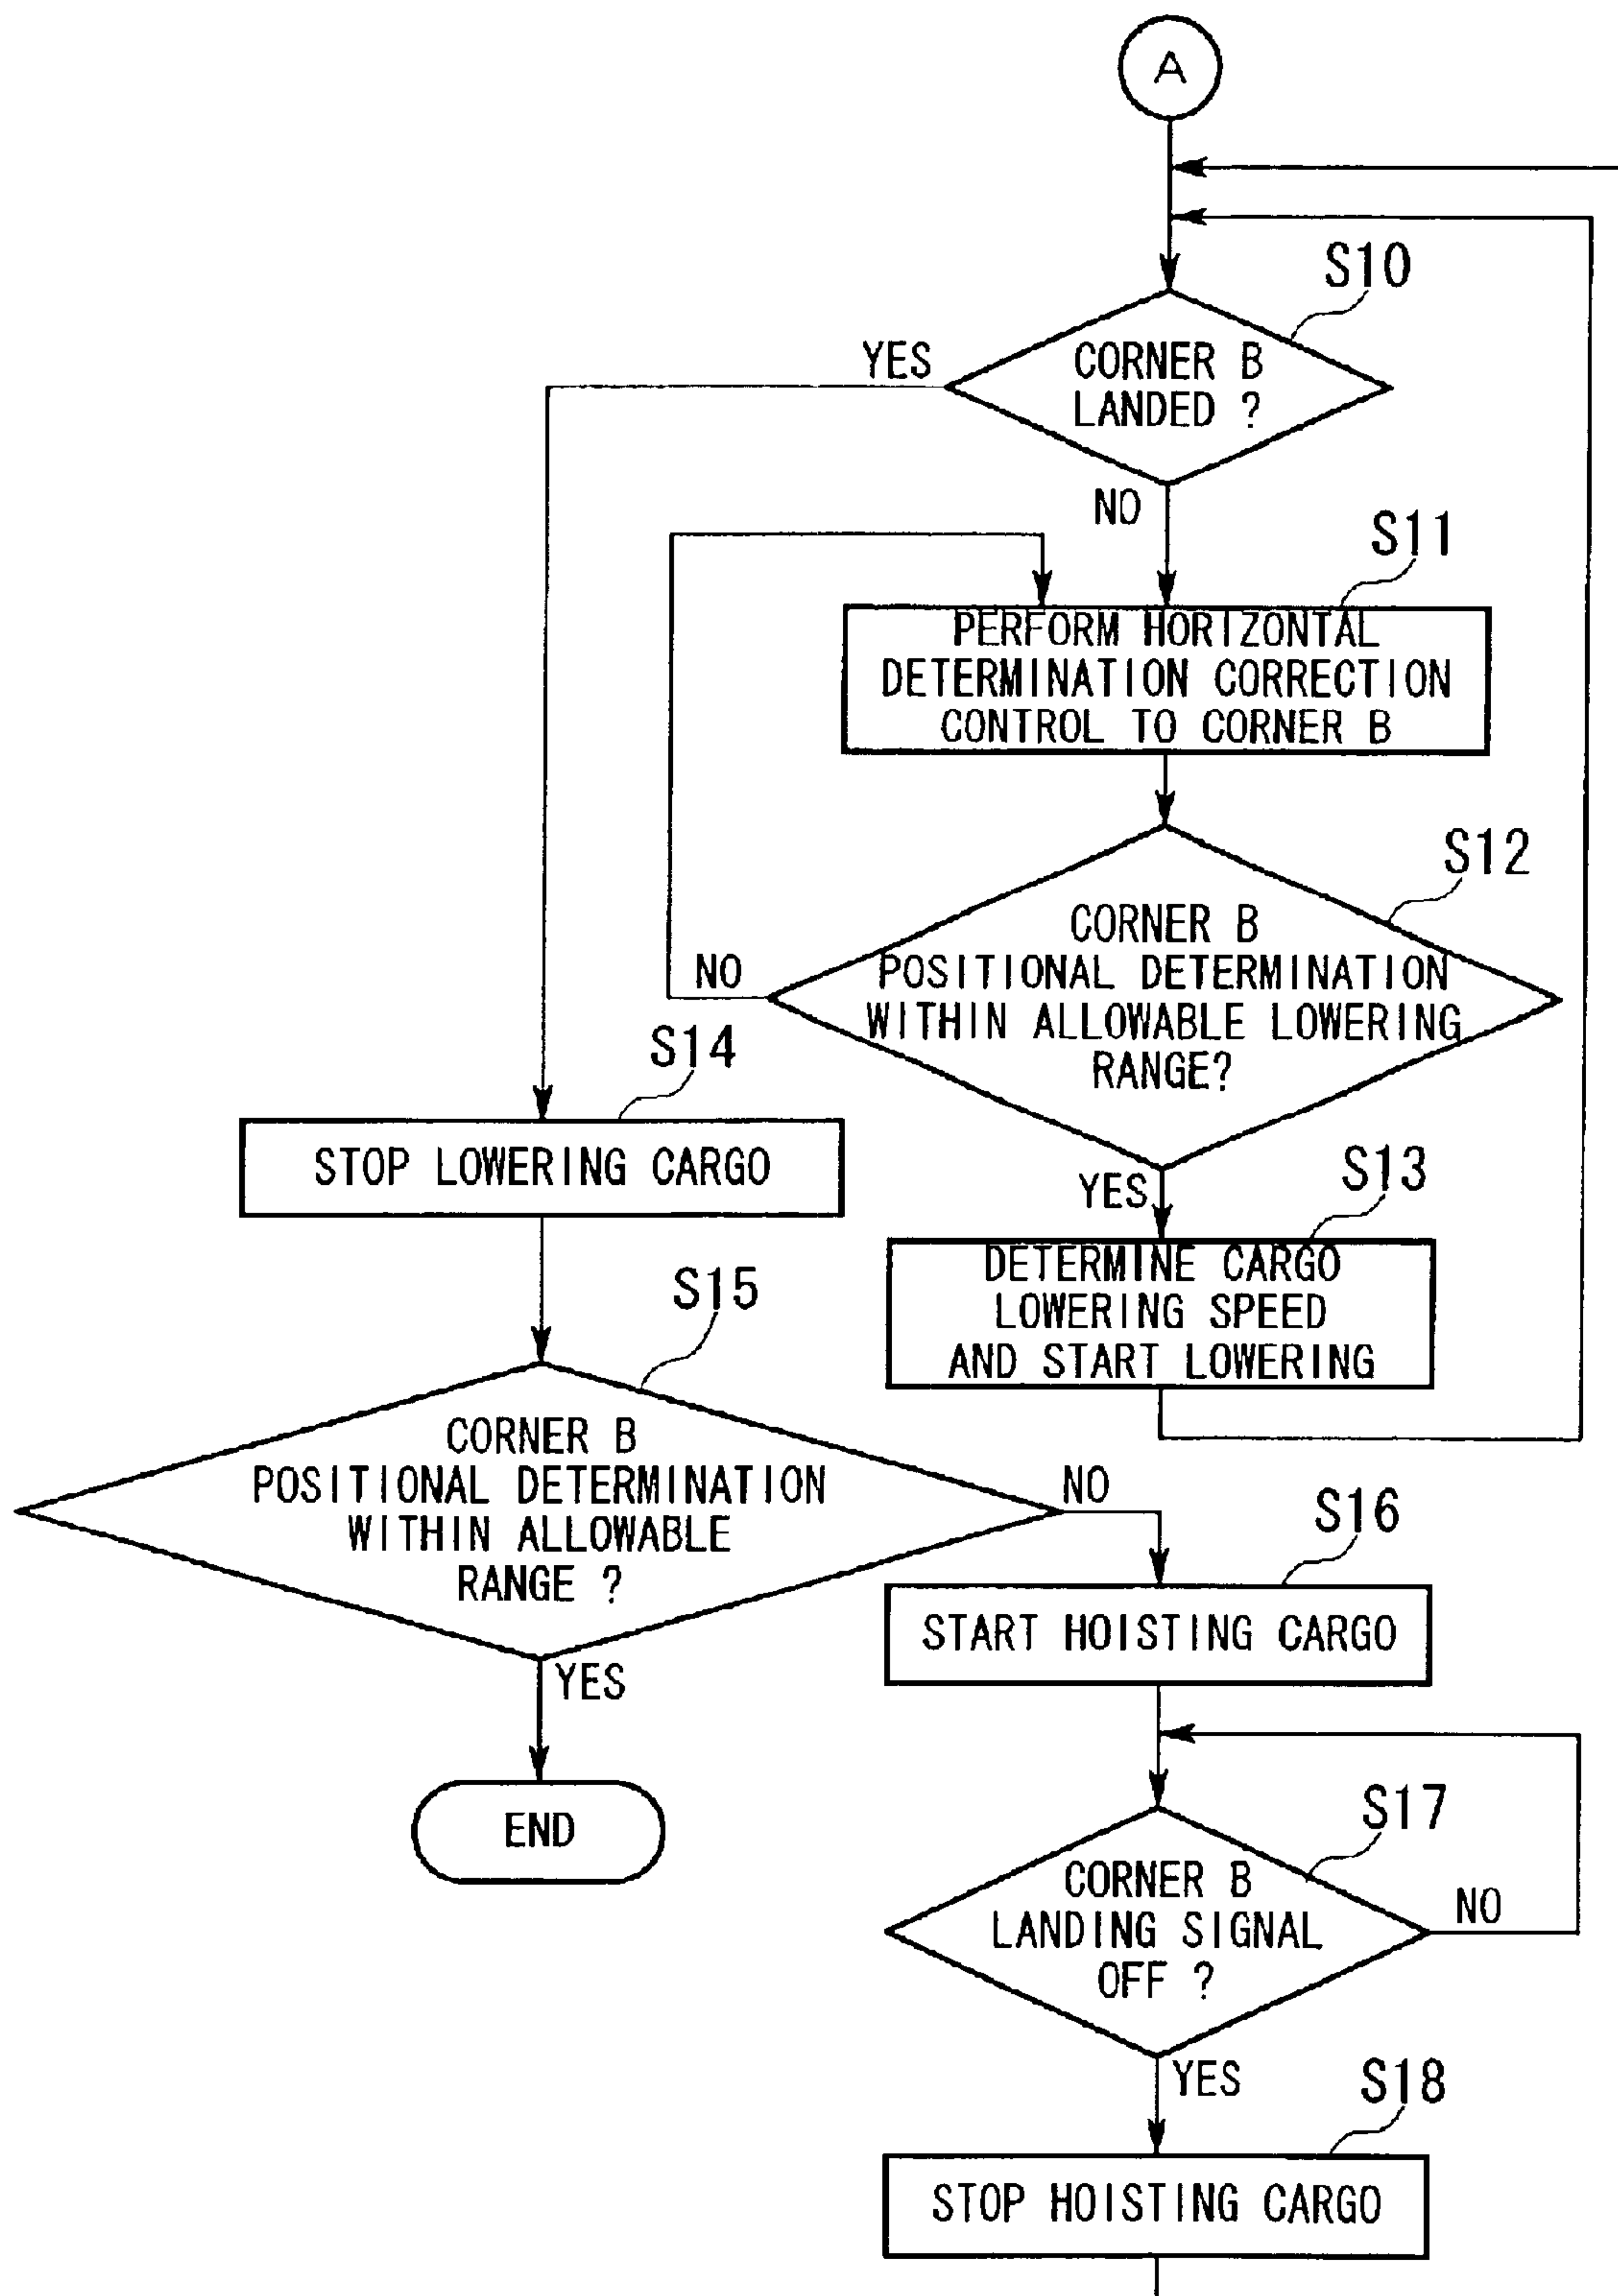 A
S10
YES
CORNER B
LANDED ?
NO
S11
PERFORM HORIZONTAL
DETERMINATION CORRECTION
CONTROL TO CORNER B
S12
CORNER B
POSITIONAL DETERMINATION
WITHIN ALLOWABLE LOWERING
RANGE?
NO
YES
S13
DETERMINE CARGO
LOWERING SPEED
AND START LOWERING
S14
STOP LOWERING CARGO
S15
CORNER B
POSITIONAL DETERMINATION
WITHIN ALLOWABLE
RANGE ?
NO
YES
END
S16
START HOISTING CARGO
S17
CORNER B
LANDING SIGNAL
OFF ?
NO
YES
S18
STOP HOISTING CARGO